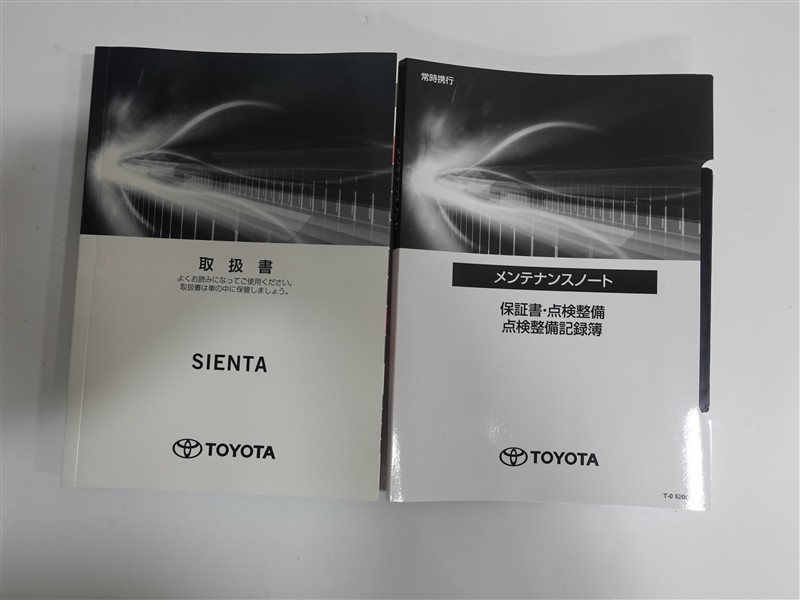 取扱書
よくお読みになってご使用ください。
取扱書は車の中に保管しましょう。
SIENTA
TOYOTA
常時携行
メンテナンスノート
保証書・点検整備
点検整備記録簿
TOYOTA
T-0 5200